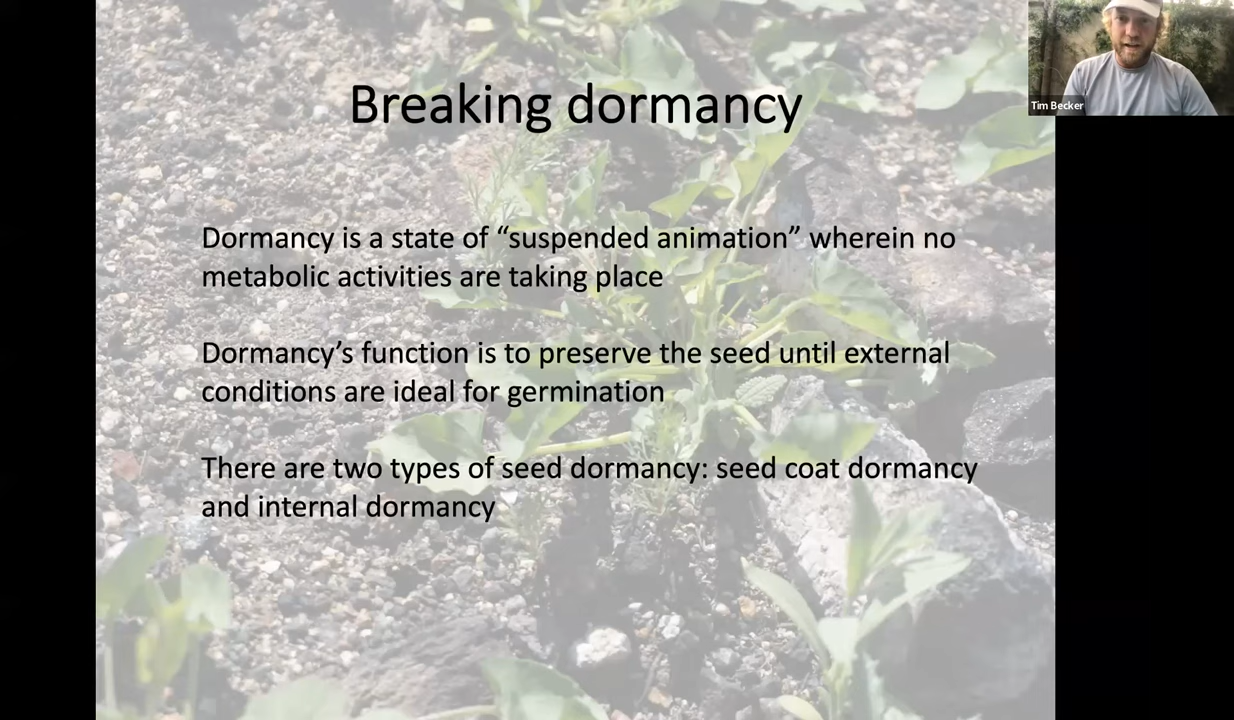 Breaking dormancy
Tim Becker
Dormancy is a state of “suspended animation” wherein no
metabolic activities are taking place
Dormancy’s function is to preserve the seed until external
conditions are ideal for germination
There are two types of seed dormancy: seed coat dormancy
and internal dormancy